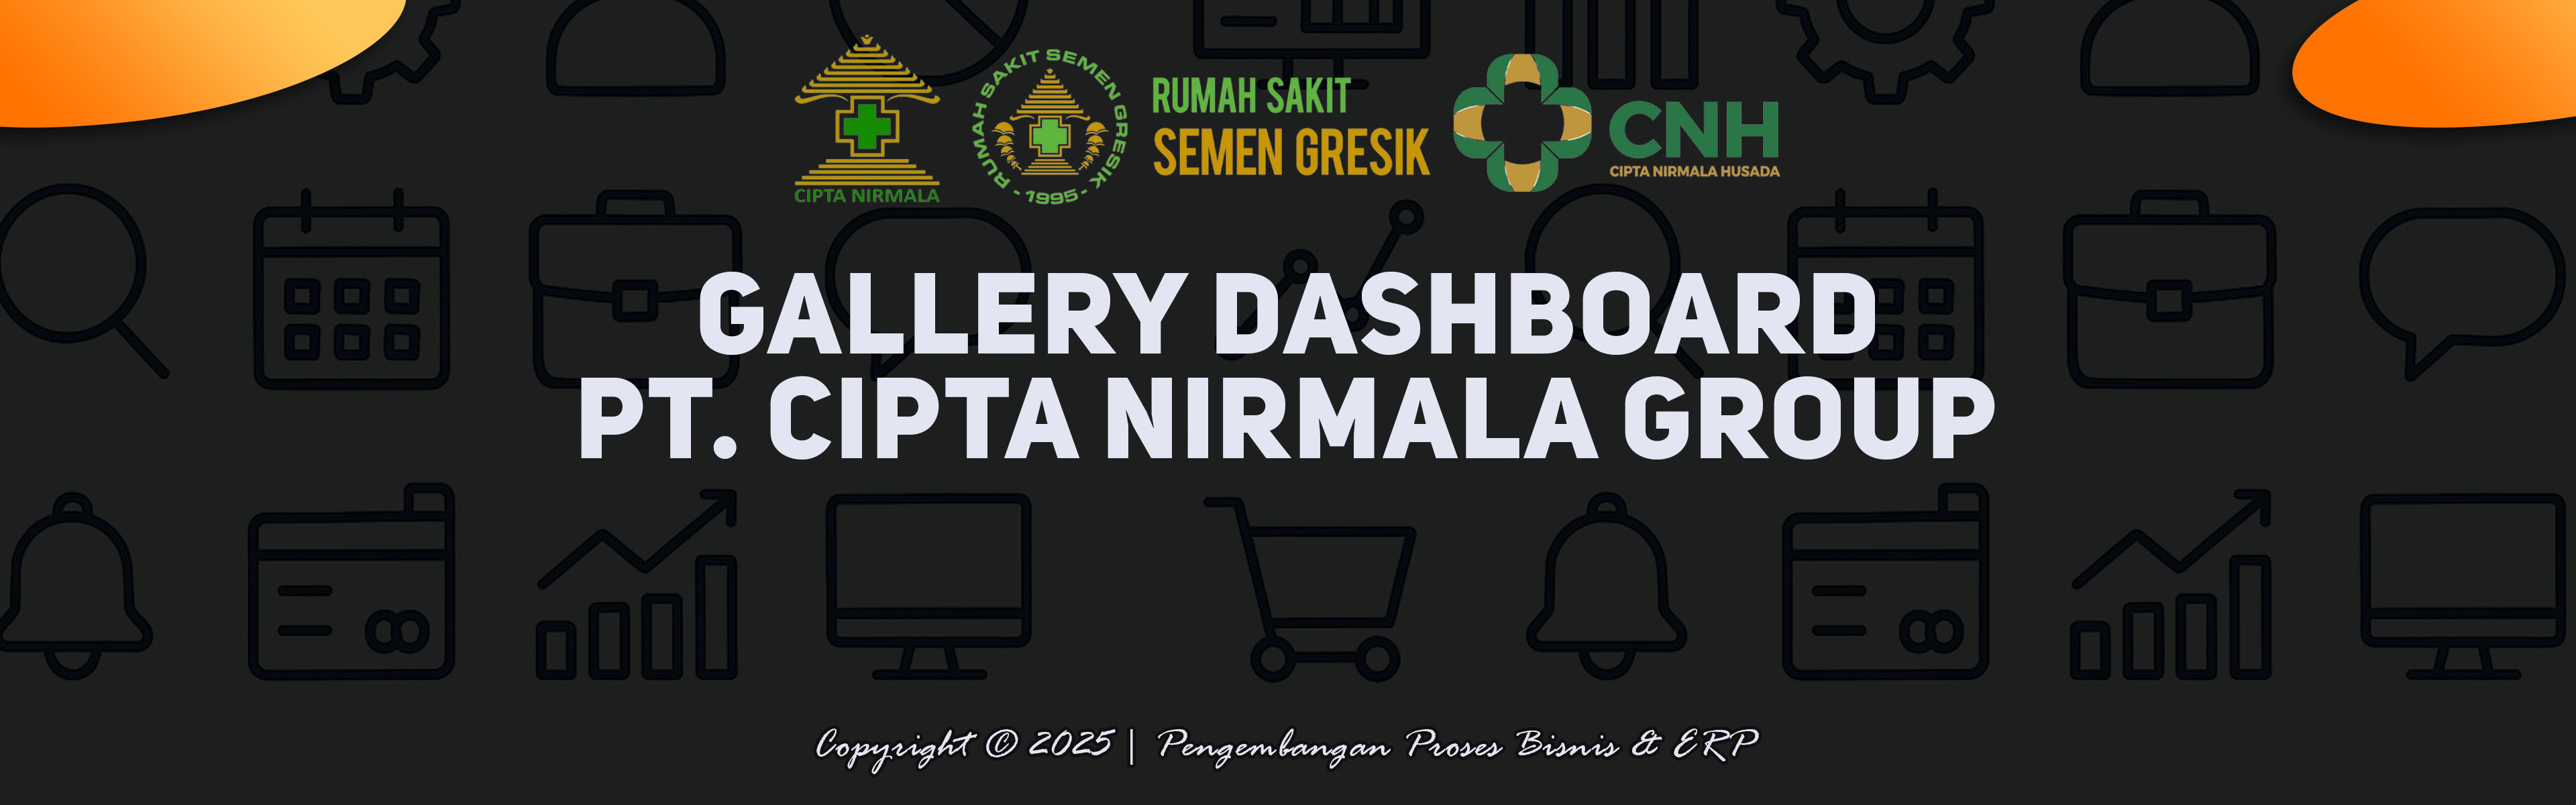 CIPTA NIRMALA
RUMAH SAKIT SEMEN GRESIK
- 1995 -
RUMAH SAKIT
SEMEN GRESIK
CNH
CIPTA NIRMALA HUSADA
GALLERY DASHBOARD
PT. CIPTA NIRMALA GROUP
Copyright © 2025 | Pengembangan Proses Bisnis & ERP